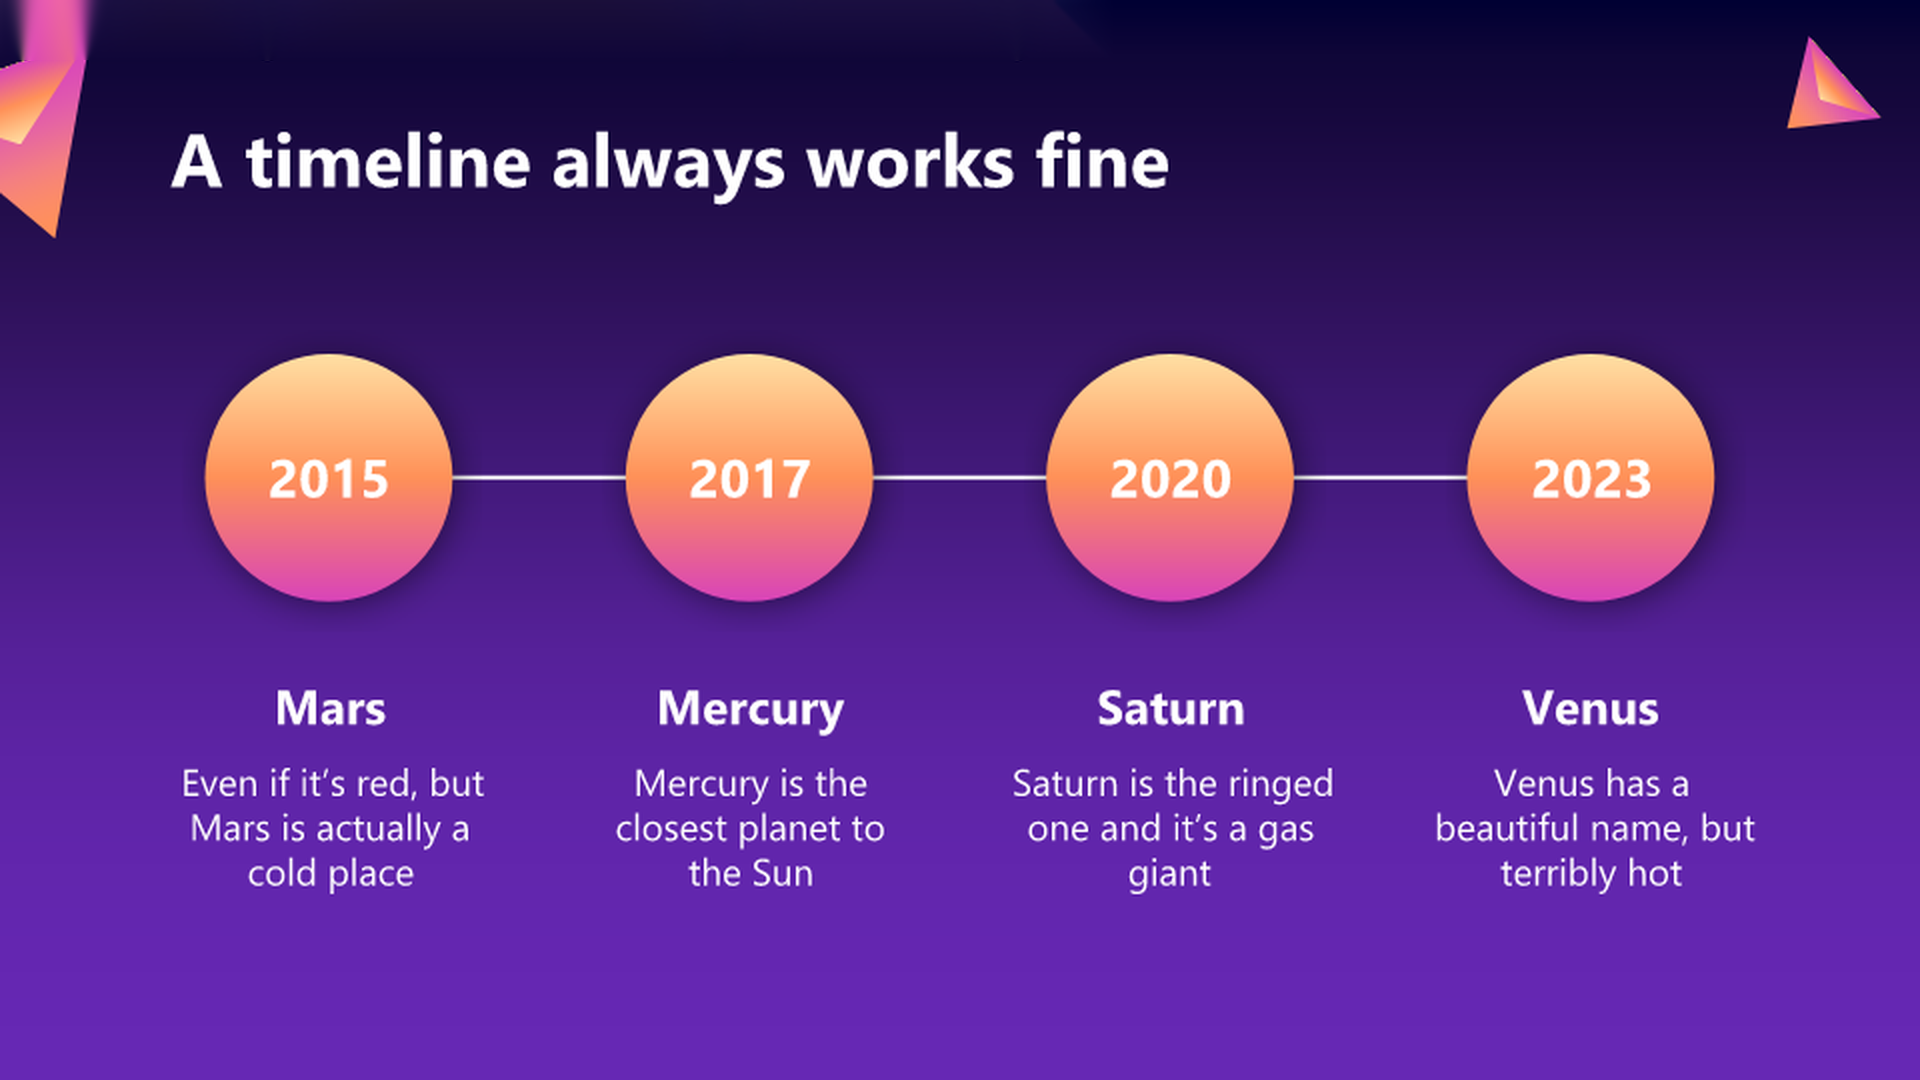 A timeline always works fine
2015
2017
2020
2023
Mars
Even if it’s red, but
Mars is actually a
cold place
Mercury
Mercury is the
closest planet to
the Sun
Saturn
Saturn is the ringed
one and it’s a gas
giant
Venus
Venus has a
beautiful name, but
terribly hot